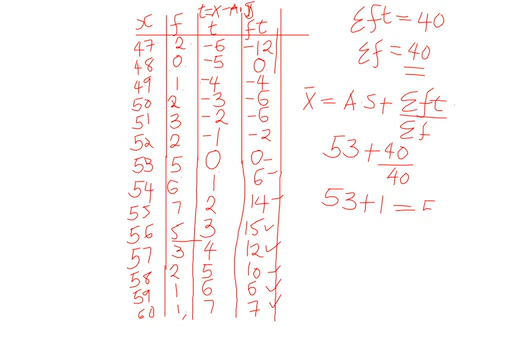 x f t=X-A.S t ft
47 2 -6 -12
48 0 -5 0
49 1 -4 -4
50 2 -3 -6
51 3 -2 -6
52 2 -1 -2
53 5 0 0
54 6 1 6
55 7 2 14
56 5 3 15
57 3 4 12
58 2 5 10
59 1 6 6
60 1 7 7
Σft = 40
Σf = 40
X̄ = A S + Σft/Σf
53 + 40/40
53 + 1 = 5